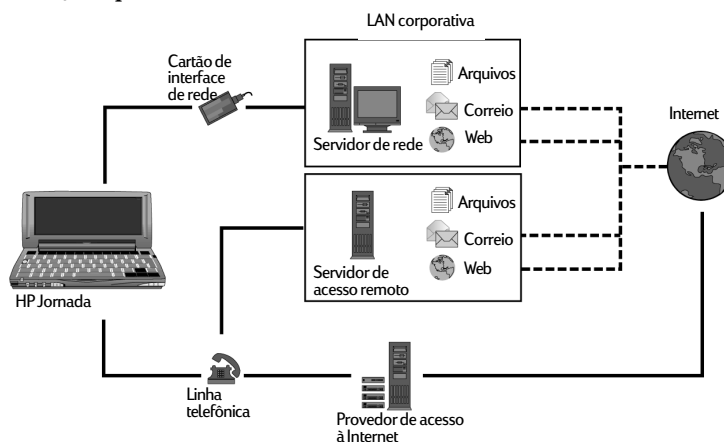 LAN corporativa
Cartão de
interface
de rede
Arquivos
Correio
Web
Servidor de rede
Internet
Arquivos
Correio
Web
Servidor de
acesso remoto
HP Jornada
Linha
telefônica
Provedor de acesso
à Internet